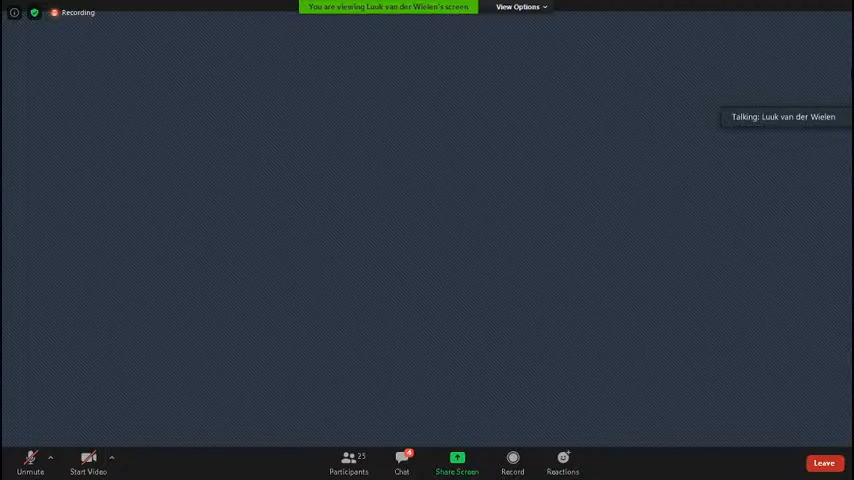 You are viewing Luuk van der Wielen's screen
View Options
Recording
Talking: Luuk van der Wielen
Unmute
Start Video
25
Participants
4
Chat
Share Screen
Record
Reactions
Leave